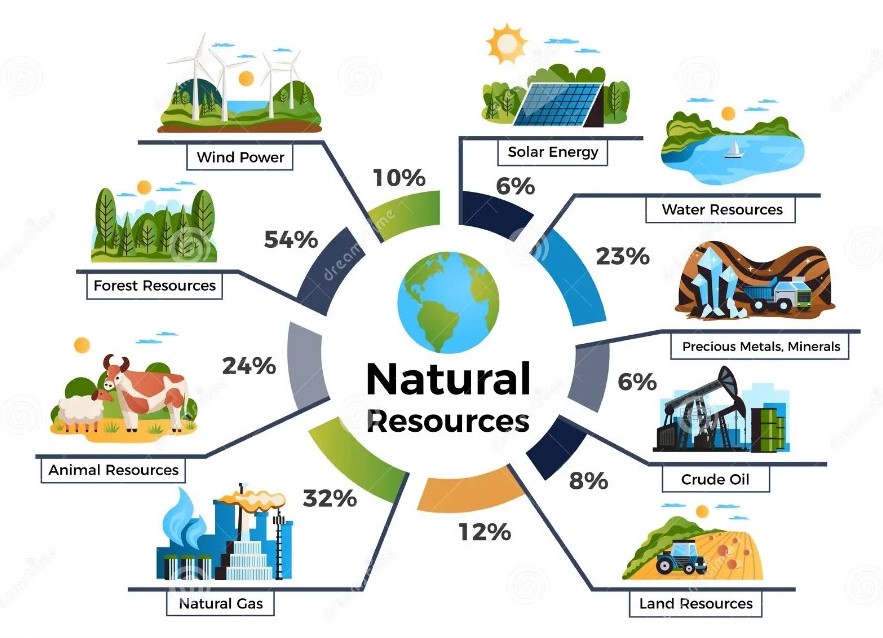 Wind Power
10%
Solar Energy
6%
Water Resources
23%
Forest Resources
54%
Precious Metals, Minerals
6%
Natural
Resources
Animal Resources
24%
Crude Oil
8%
Natural Gas
32%
12%
Land Resources
dreamstime